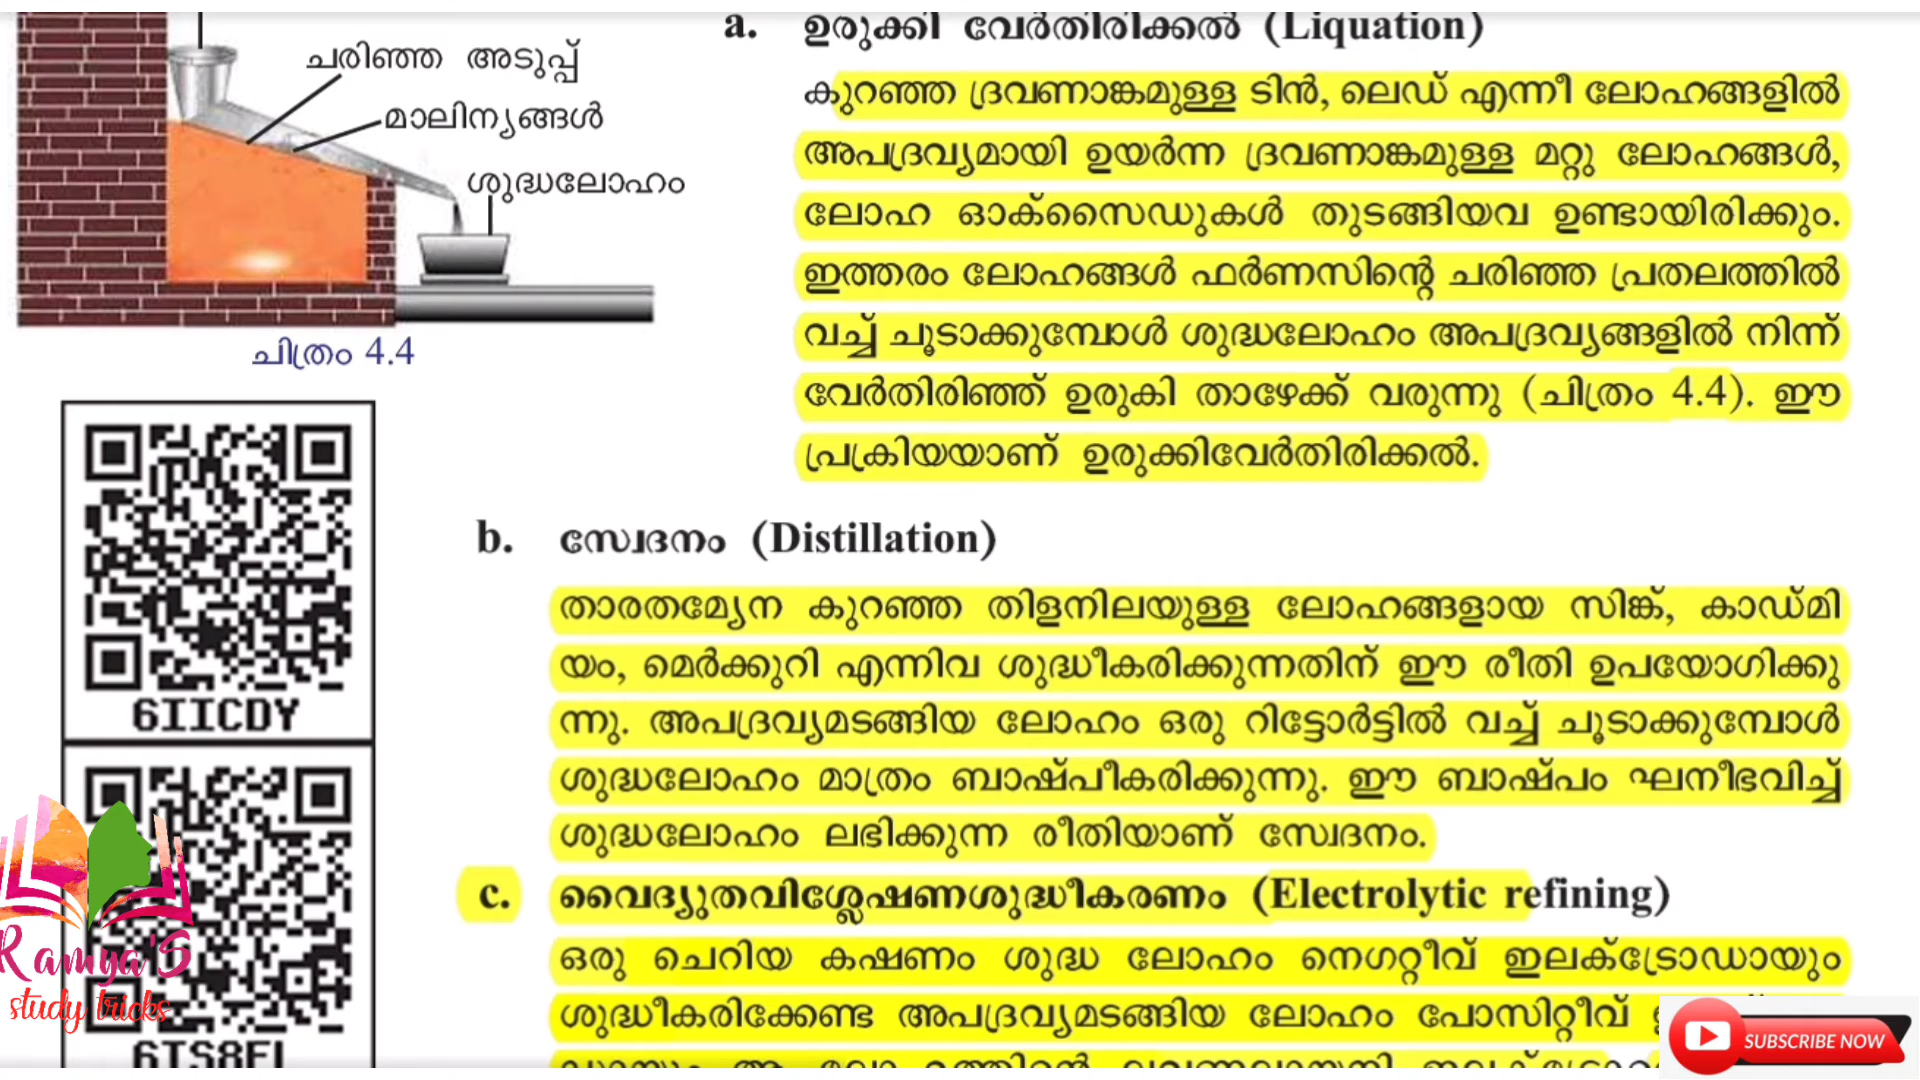 ചരിഞ്ഞ അടുപ്പ്
മാലിന്യങ്ങൾ
ശുദ്ധലോഹം
ചിത്രം 4.4
6IICDY
a. ഉരുക്കി വേർതിരിക്കൽ (Liquation)
കുറഞ്ഞ ദ്രവണാങ്കമുള്ള ടിൻ, ലെഡ് എന്നീ ലോഹങ്ങളിൽ
അപദ്രവ്യമായി ഉയർന്ന ദ്രവണാങ്കമുള്ള മറ്റു ലോഹങ്ങൾ,
ലോഹ ഓക്സൈഡുകൾ തുടങ്ങിയവ ഉണ്ടായിരിക്കും.
ഇത്തരം ലോഹങ്ങൾ ഫർണസിന്റെ ചരിഞ്ഞ പ്രതലത്തിൽ
വച്ച് ചൂടാക്കുമ്പോൾ ശുദ്ധലോഹം അപദ്രവ്യങ്ങളിൽ നിന്ന്
വേർതിരിഞ്ഞ് ഉരുകി താഴേക്ക് വരുന്നു (ചിത്രം 4.4). ഈ
പ്രക്രിയയാണ് ഉരുക്കിവേർതിരിക്കൽ.
b. സ്വേദനം (Distillation)
താരതമ്യേന കുറഞ്ഞ തിളനിലയുള്ള ലോഹങ്ങളായ സിങ്ക്, കാഡ്മി
യം, മെർക്കുറി എന്നിവ ശുദ്ധീകരിക്കുന്നതിന് ഈ രീതി ഉപയോഗിക്കു
ന്നു. അപദ്രവ്യമടങ്ങിയ ലോഹം ഒരു റിട്ടോർട്ടിൽ വച്ച് ചൂടാക്കുമ്പോൾ
ശുദ്ധലോഹം മാത്രം ബാഷ്പീകരിക്കുന്നു. ഈ ബാഷ്പം ഘനീഭവിച്ച്
ശുദ്ധലോഹം ലഭിക്കുന്ന രീതിയാണ് സ്വേദനം.
c. വൈദ്യുതവിശ്ലേഷണശുദ്ധീകരണം (Electrolytic refining)
ഒരു ചെറിയ കഷണം ശുദ്ധ ലോഹം നെഗറ്റീവ് ഇലക്ട്രോഡായും
ശുദ്ധീകരിക്കേണ്ട അപദ്രവ്യമടങ്ങിയ ലോഹം പോസിറ്റീവ്
Ramya'S
study tricks
SUBSCRIBE NOW